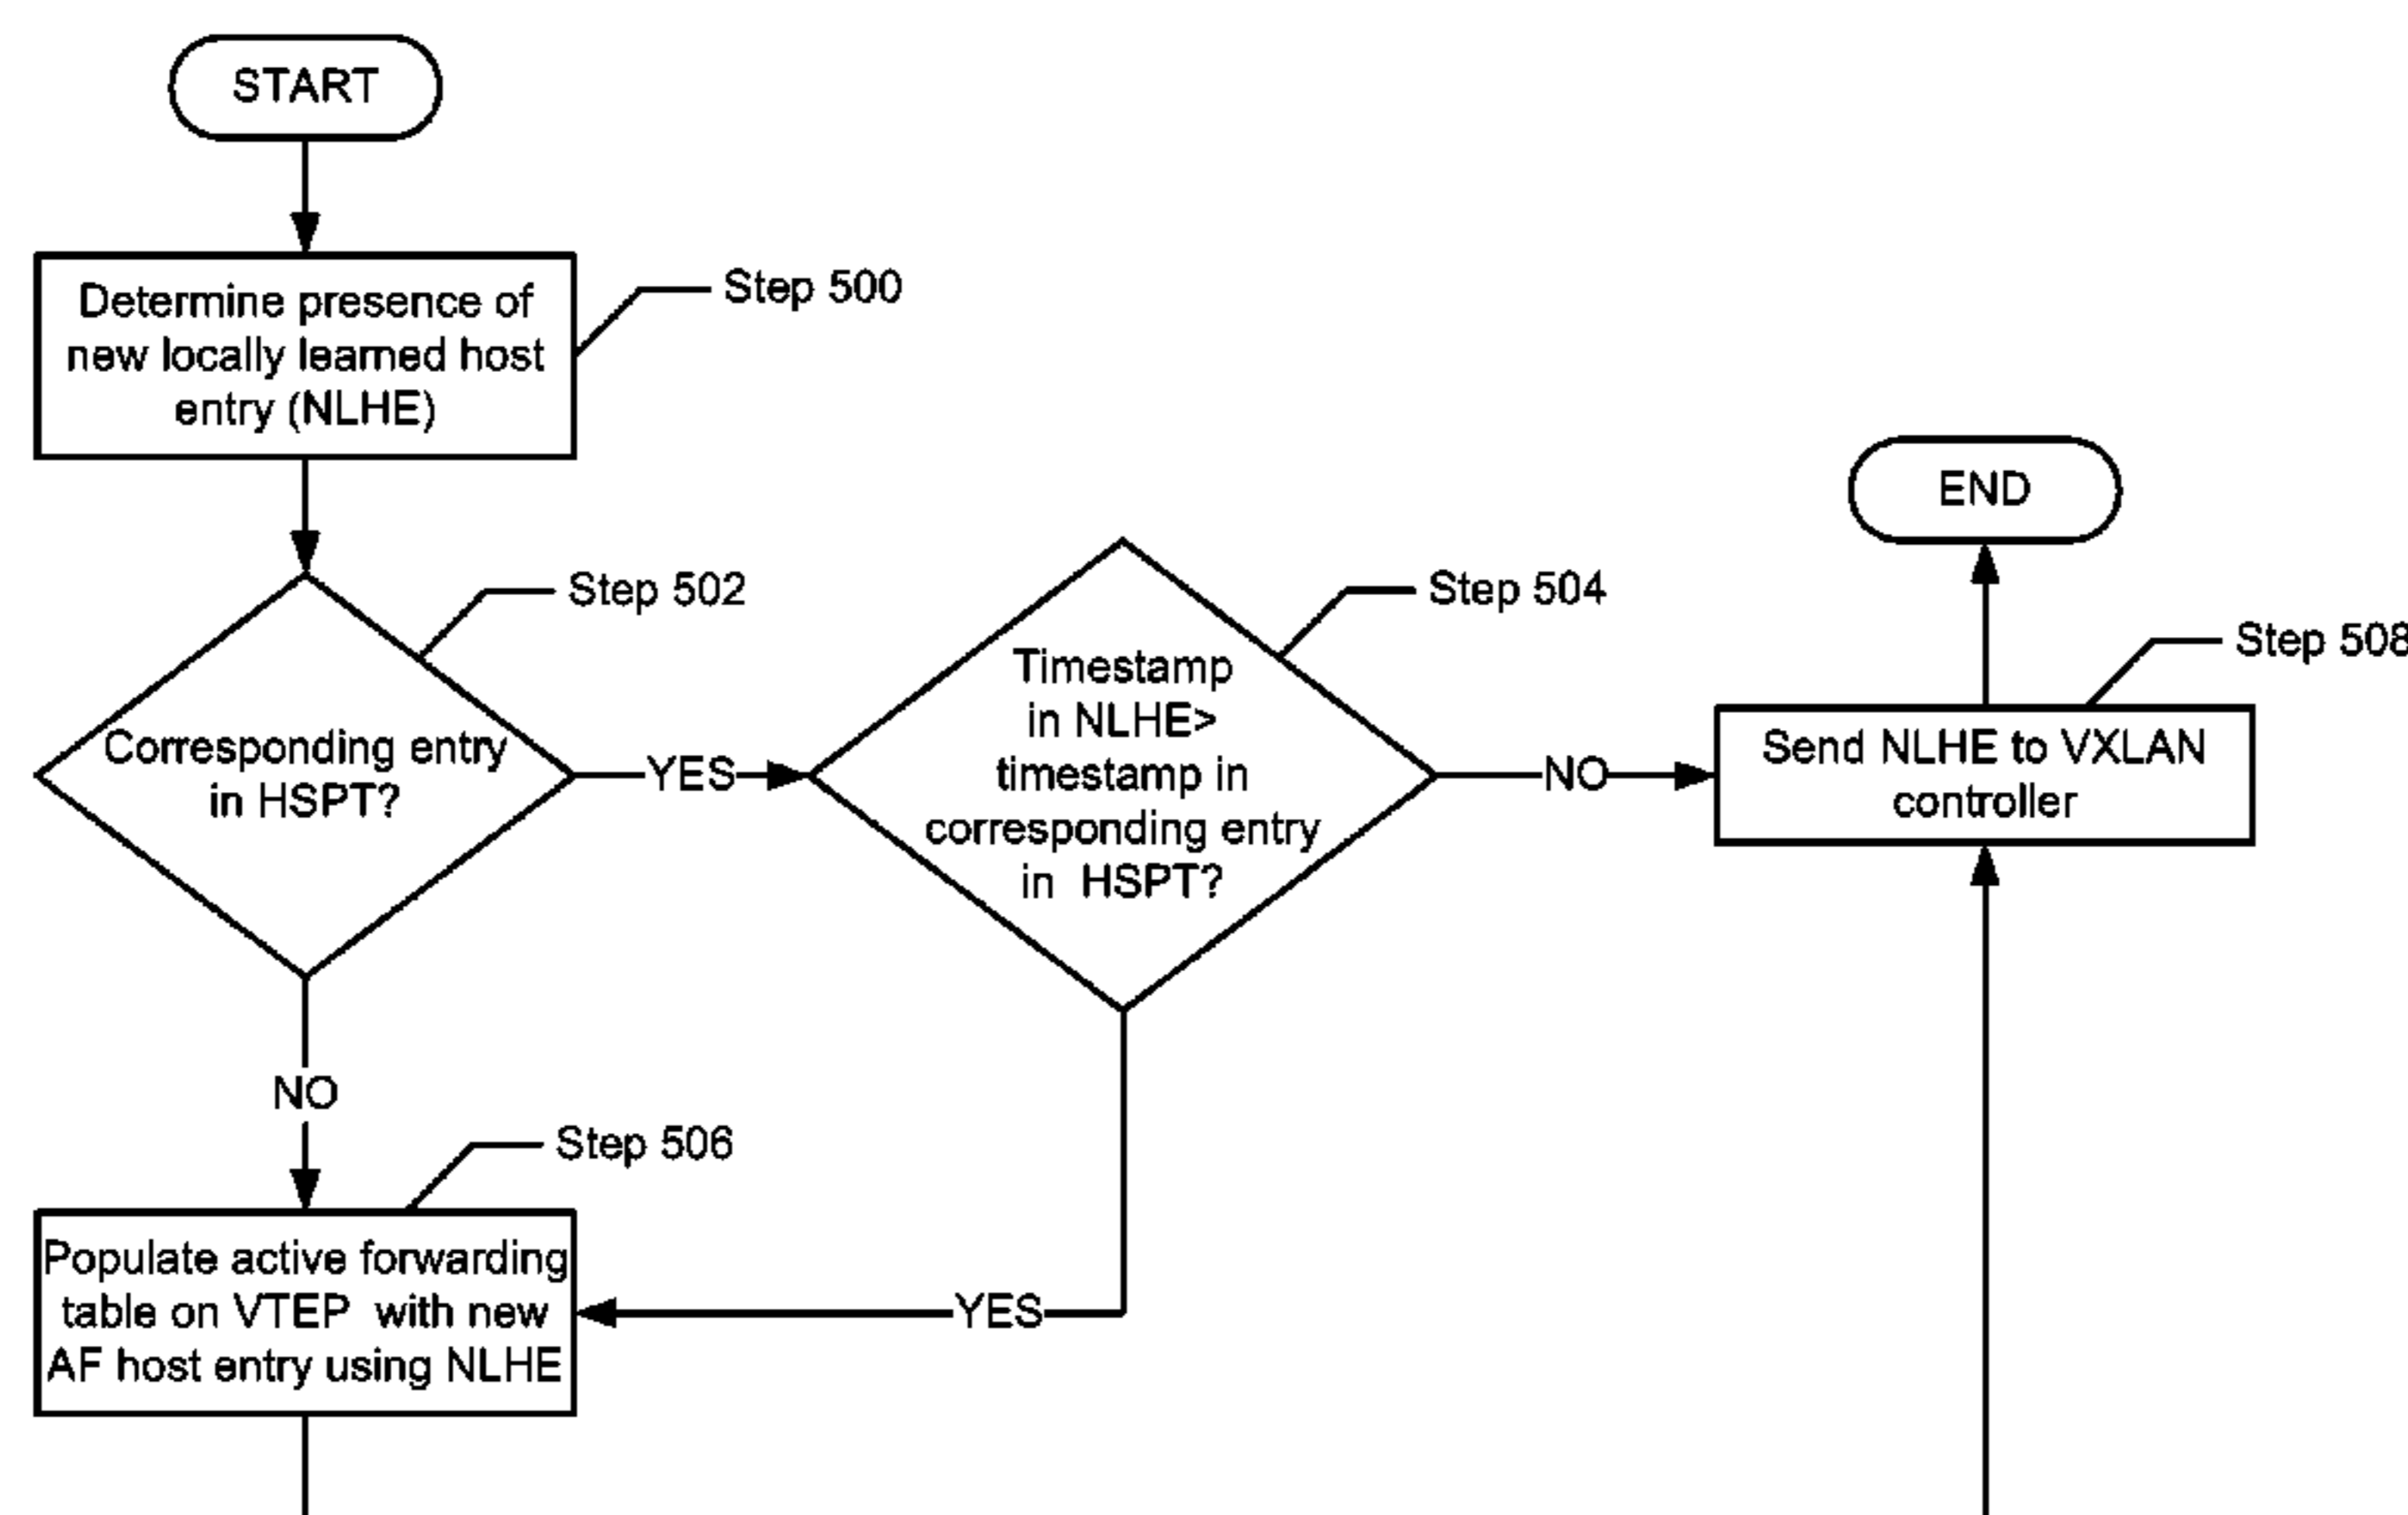 START
Determine presence of
new locally learned host
entry (NLHE)
Step 500
END
Step 502
Corresponding entry
in HSPT?
YES
Step 504
Timestamp
in NLHE>
timestamp in
corresponding entry
in HSPT?
NO
Step 508
Send NLHE to VXLAN
controller
NO
Step 506
Populate active forwarding
table on VTEP with new
AF host entry using NLHE
YES